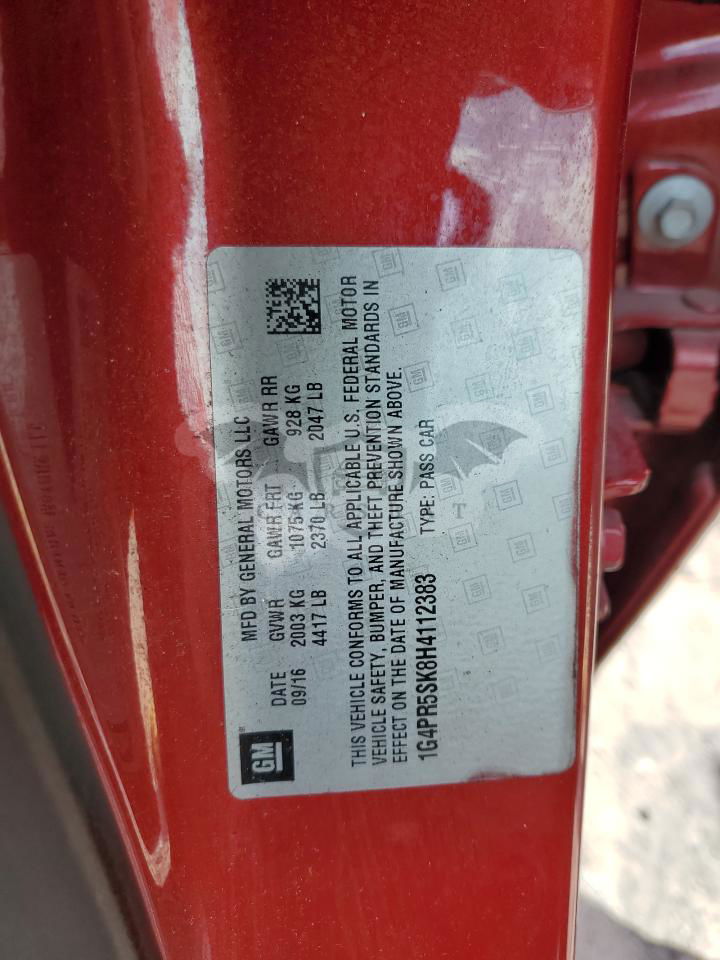 GM
MFD BY GENERAL MOTORS LLC
DATE GVWR GAWR FRT GAWR RR
09/16 2003 KG 1075 KG 928 KG
4417 LB 2370 LB 2047 LB
THIS VEHICLE CONFORMS TO ALL APPLICABLE U.S. FEDERAL MOTOR
VEHICLE SAFETY, BUMPER, AND THEFT PREVENTION STANDARDS IN
EFFECT ON THE DATE OF MANUFACTURE SHOWN ABOVE.
1G4PR5SK8H4112383 TYPE: PASS CAR